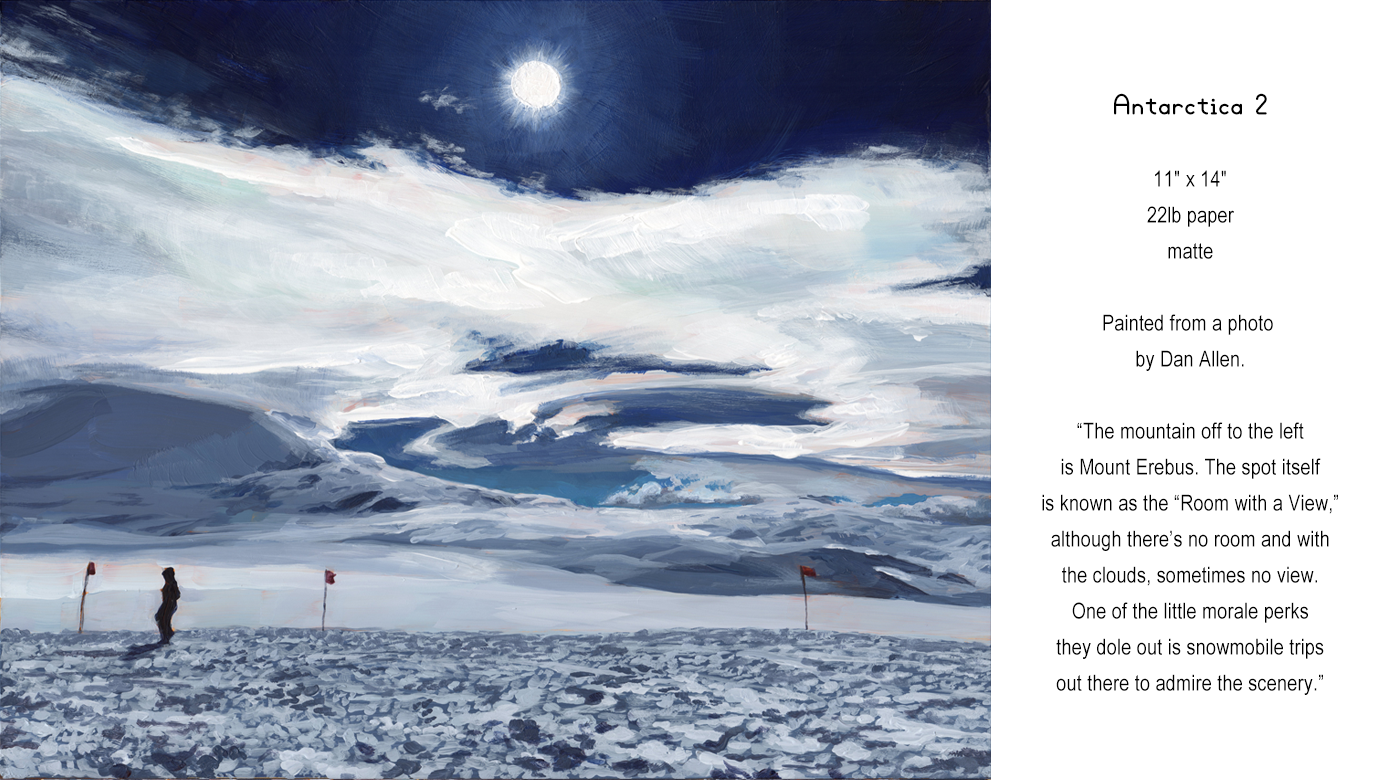 Antarctica 2
11" x 14"
22lb paper
matte
Painted from a photo
by Dan Allen.
“The mountain off to the left
is Mount Erebus. The spot itself
is known as the “Room with a View,”
although there’s no room and with
the clouds, sometimes no view.
One of the little morale perks
they dole out is snowmobile trips
out there to admire the scenery.”